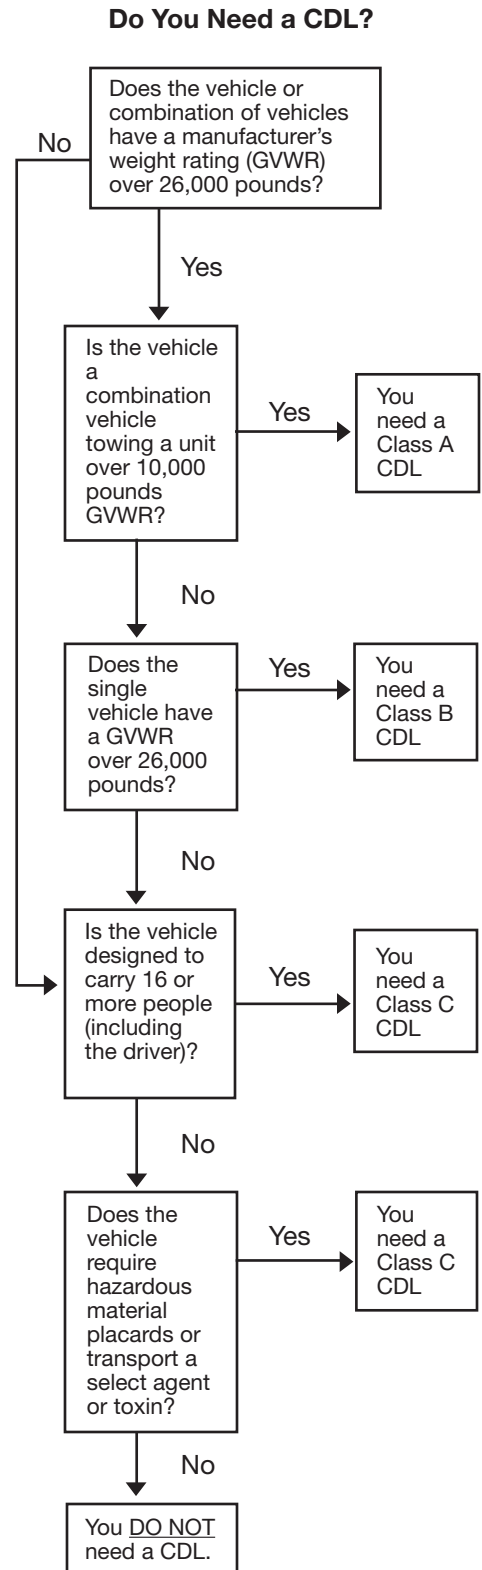 Do You Need a CDL?
Does the vehicle or
combination of vehicles
have a manufacturer’s
weight rating (GVWR)
over 26,000 pounds?
No
Yes
Is the vehicle
a
combination
vehicle
towing a unit
over 10,000
pounds
GVWR?
Yes
You
need a
Class A
CDL
No
Does the
single
vehicle have
a GVWR
over 26,000
pounds?
Yes
You
need a
Class B
CDL
No
Is the vehicle
designed to
carry 16 or
more people
(including
the driver)?
Yes
You
need a
Class C
CDL
No
Does the
vehicle
require
hazardous
material
placards or
transport a
select agent
or toxin?
Yes
You
need a
Class C
CDL
No
You DO NOT
need a CDL.